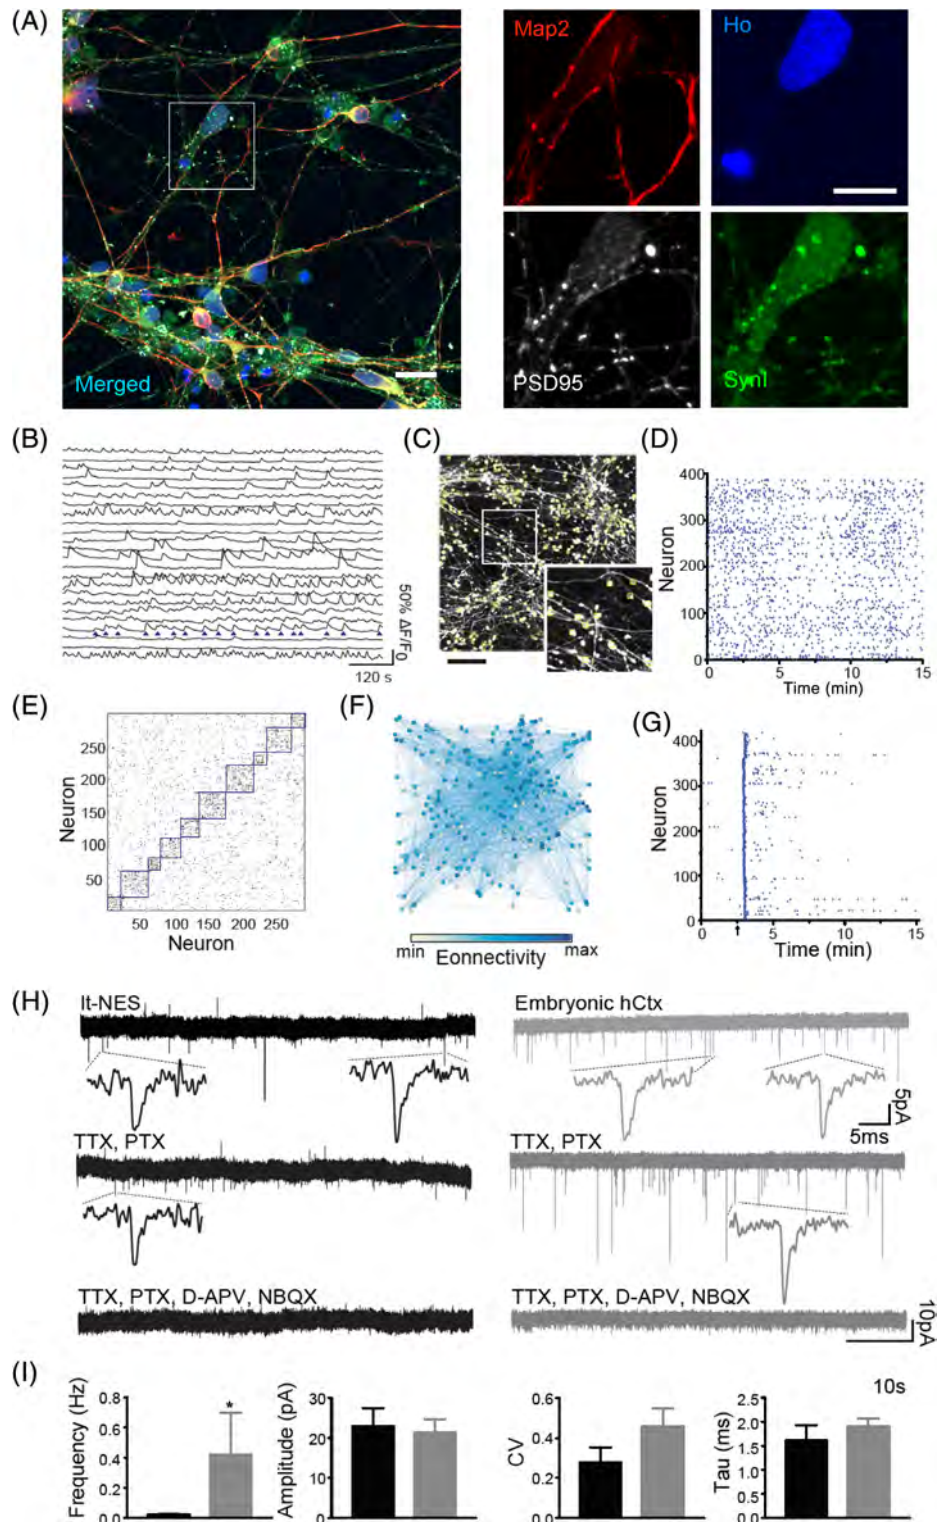 (A)
Map2
Ho
Merged
PSD95
SynI
(B)
50% ΔF/F0
120 s
(C)
(D)
400
300
200
100
0
Neuron
0
5
10
15
Time (min)
(E)
250
200
150
100
50
Neuron
50 100 150 200 250
Neuron
(F)
min
max
Eonnectivity
(G)
400
300
200
100
0
Neuron
0
5
10
15
Time (min)
(H)
lt-NES
Embryonic hCtx
5pA
5ms
TTX, PTX
TTX, PTX
TTX, PTX, D-APV, NBQX
TTX, PTX, D-APV, NBQX
10pA
10s
(I)
Frequency (Hz)
0.8
0.6
0.4
0.2
0.0
*
Amplitude (pA)
30
20
10
0
CV
0.6
0.4
0.2
0.0
Tau (ms)
2.5
2.0
1.5
1.0
0.5
0.0